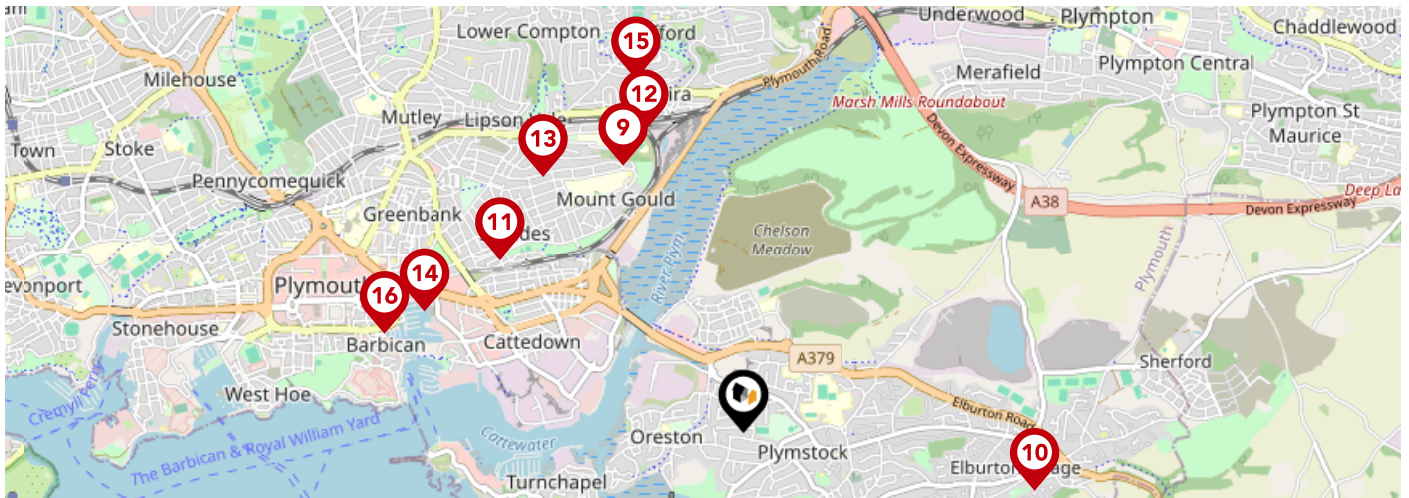 Lower Compton
15
Underwood
Plympton
Chaddlewood
Milehouse
12
Plymouth Road
Merafield
Plympton Central
Mutley
9
Marsh Mills Roundabout
Plympton St
Maurice
Town
Stoke
13
Devon Expressway
Pennycomequick
Mount Gould
A38
Devon Expressway
Greenbank
11
Chelson
Meadow
River Plym
Plymouth
14
16
Stonehouse
Barbican
Cattedown
A379
Sherford
West Hoe
Cremyll Ferry
Elburton Road
The Barbican & Royal William Yard
Cattewater
Oreston
Plymstock
10
Turnchapel